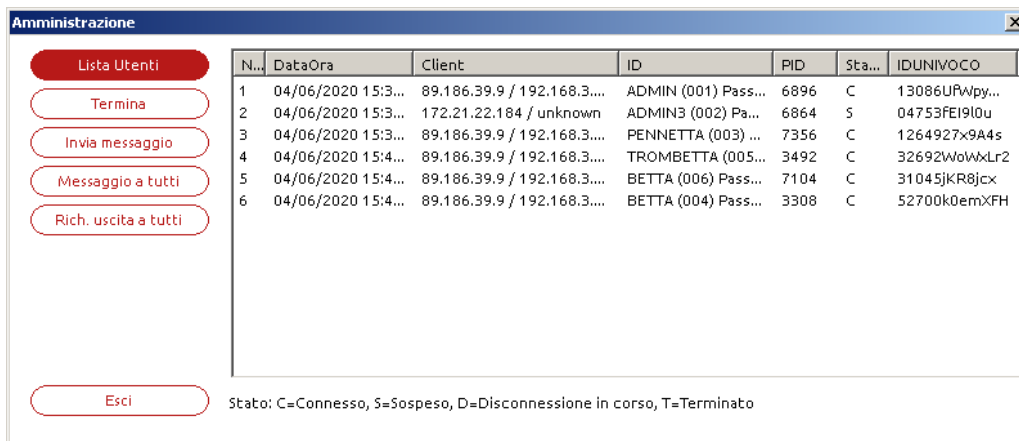 Amministrazione
Lista Utenti
Termina
Invia messaggio
Messaggio a tutti
Rich. uscita a tutti
Esci
N... DataOra Client ID PID Sta... IDUNIVOCO
1 04/06/2020 15:3... 89.186.39.9 / 192.168.3.... ADMIN (001) Pass... 6896 C 13086UfWpy...
2 04/06/2020 15:3... 172.21.22.184 / unknown ADMIN3 (002) Pa... 6864 S 04753fEI9l0u
3 04/06/2020 15:3... 89.186.39.9 / 192.168.3.... PENNETTA (003) ... 7356 C 1264927x9A4s
4 04/06/2020 15:4... 89.186.39.9 / 192.168.3.... TROMBETTA (005... 3492 C 32692WoWxLr2
5 04/06/2020 15:4... 89.186.39.9 / 192.168.3.... BETTA (006) Pass... 7104 C 31045jKR8jcx
6 04/06/2020 15:4... 89.186.39.9 / 192.168.3.... BETTA (004) Pass... 3308 C 52700k0emXFH
Stato: C=Connesso, S=Sospeso, D=Disconnessione in corso, T=Terminato